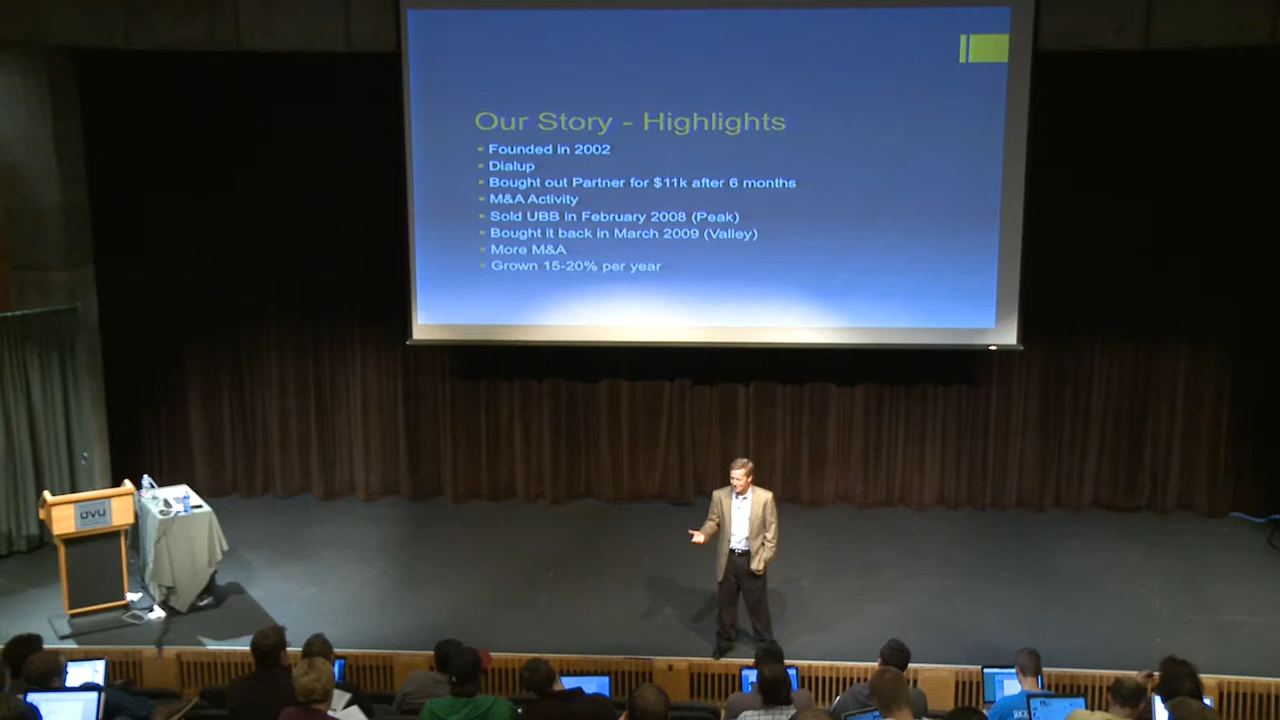 Our Story - Highlights
Founded in 2002
Dialup
Bought out Partner for $11k after 6 months
M&A Activity
Sold UBB in February 2008 (Peak)
Bought it back in March 2009 (Valley)
More M&A
Grown 15-20% per year
UVU